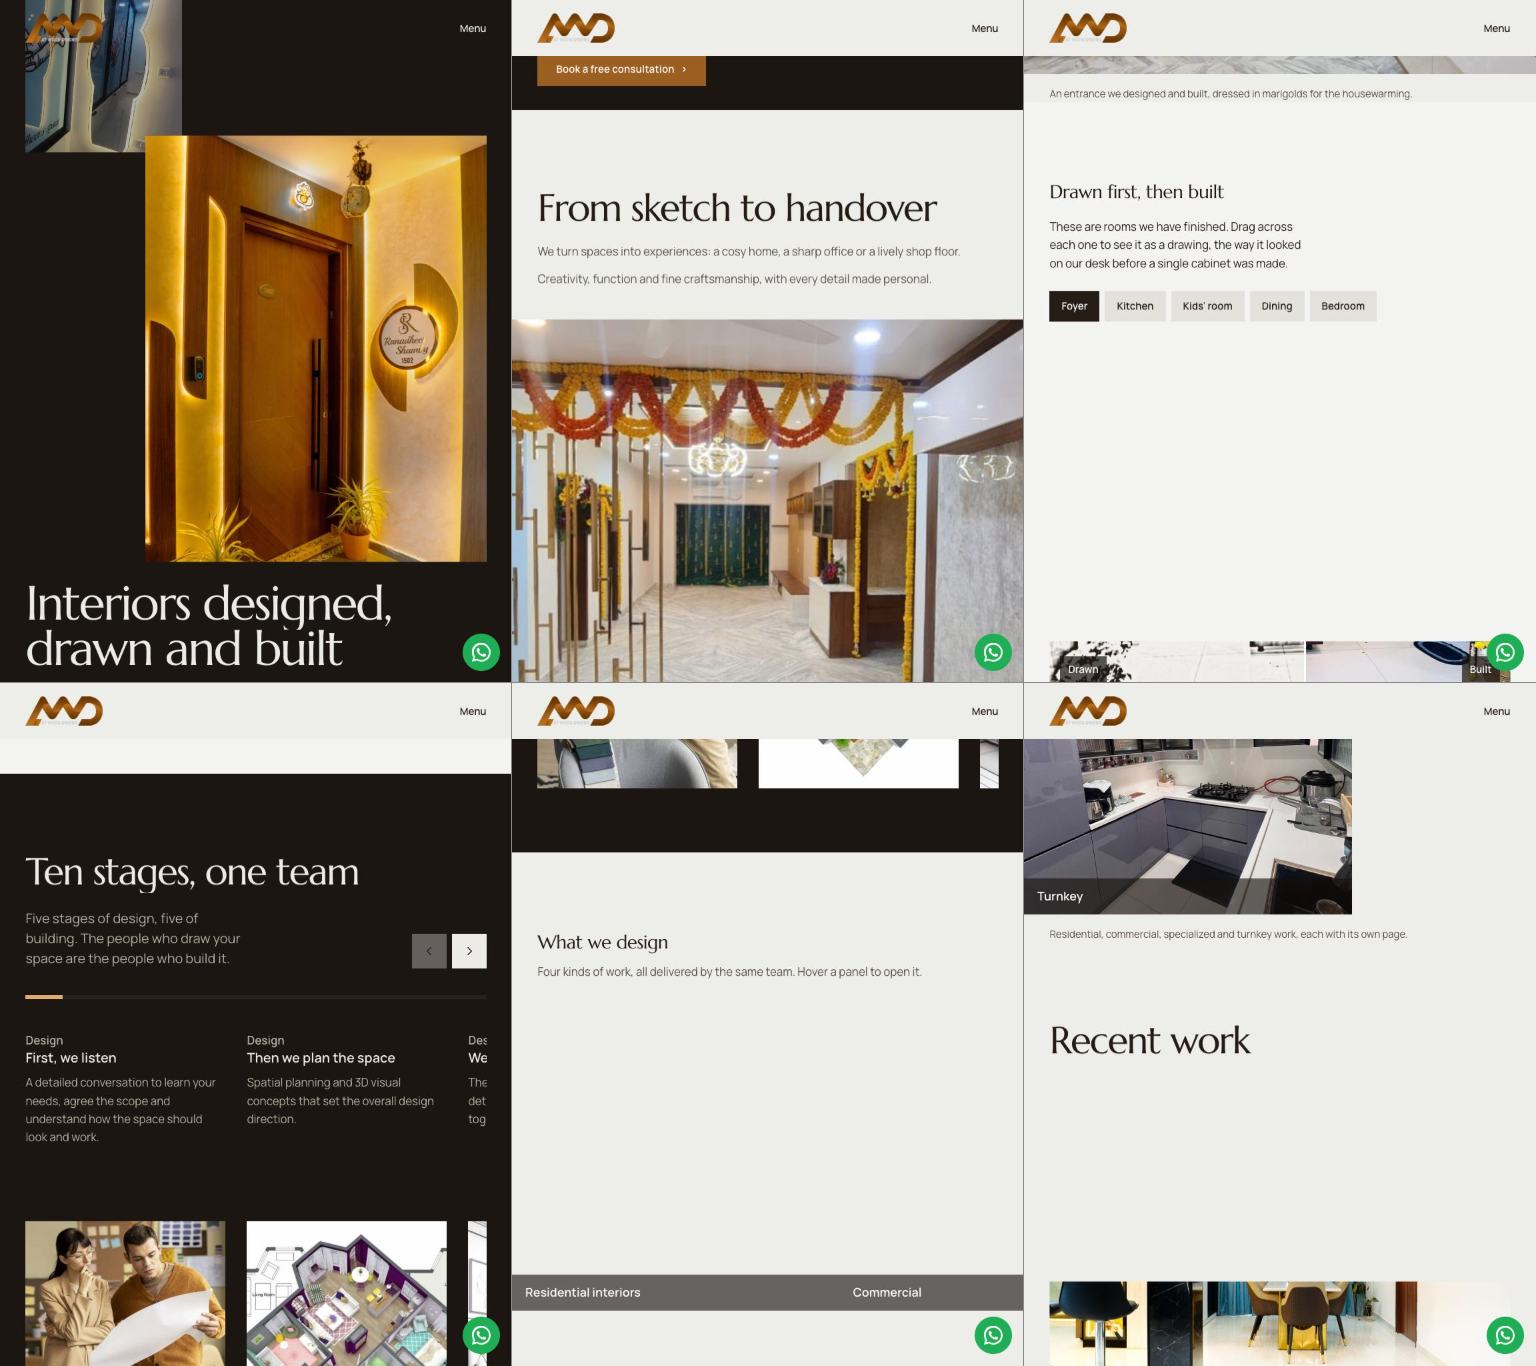 Menu
Ranadheer
Shamily
1502
Interiors designed,
drawn and built
Menu
Book a free consultation
From sketch to handover
We turn spaces into experiences: a cosy home, a sharp office or a lively shop floor.
Creativity, function and fine craftsmanship, with every detail made personal.
Menu
An entrance we designed and built, dressed in marigolds for the housewarming.
Drawn first, then built
These are rooms we have finished. Drag across
each one to see it as a drawing, the way it looked
on our desk before a single cabinet was made.
Foyer Kitchen Kids' room Dining Bedroom
Drawn Built
Menu
Ten stages, one team
Five stages of design, five of
building. The people who draw your
space are the people who build it.
Design
First, we listen
A detailed conversation to learn your
needs, agree the scope and
understand how the space should
look and work.
Design
Then we plan the space
Spatial planning and 3D visual
concepts that set the overall design
direction.
Des
We
The
det
tog
Living Room
Menu
What we design
Four kinds of work, all delivered by the same team. Hover a panel to open it.
Residential interiors Commercial
Menu
Turnkey
Residential, commercial, specialized and turnkey work, each with its own page.
Recent work